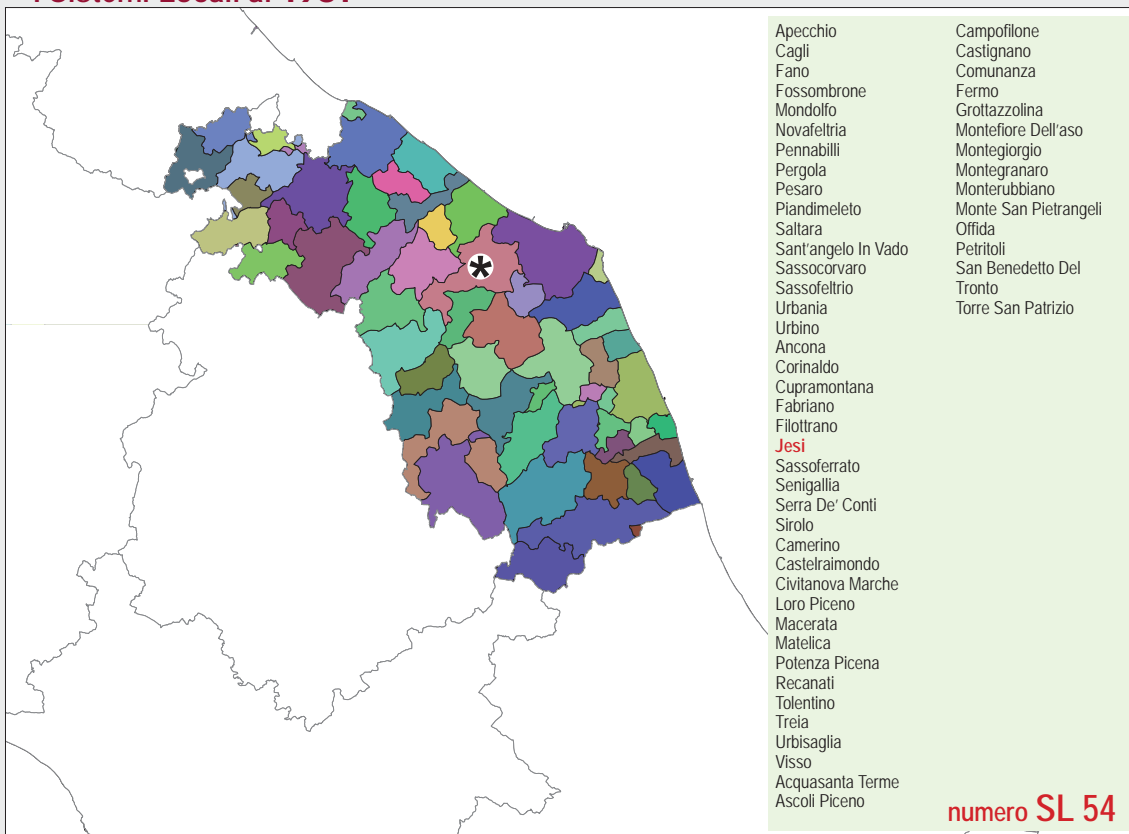 I Sistemi Locali al
Apecchio
Cagli
Fano
Fossombrone
Mondolfo
Novafeltria
Pennabilli
Pergola
Pesaro
Piandimeleto
Saltara
Sant'angelo In Vado
Sassocorvaro
Sassofeltrio
Urbania
Urbino
Ancona
Corinaldo
Cupramontana
Fabriano
Filottrano
Jesi
Sassoferrato
Senigallia
Serra De' Conti
Sirolo
Camerino
Castelraimondo
Civitanova Marche
Loro Piceno
Macerata
Matelica
Potenza Picena
Recanati
Tolentino
Treia
Urbisaglia
Visso
Acquasanta Terme
Ascoli Piceno
Campofilone
Castignano
Comunanza
Fermo
Grottazzolina
Montefiore Dell'aso
Montegiorgio
Montegranaro
Monterubbiano
Monte San Pietrangeli
Offida
Petritoli
San Benedetto Del
Tronto
Torre San Patrizio
numero SL 54